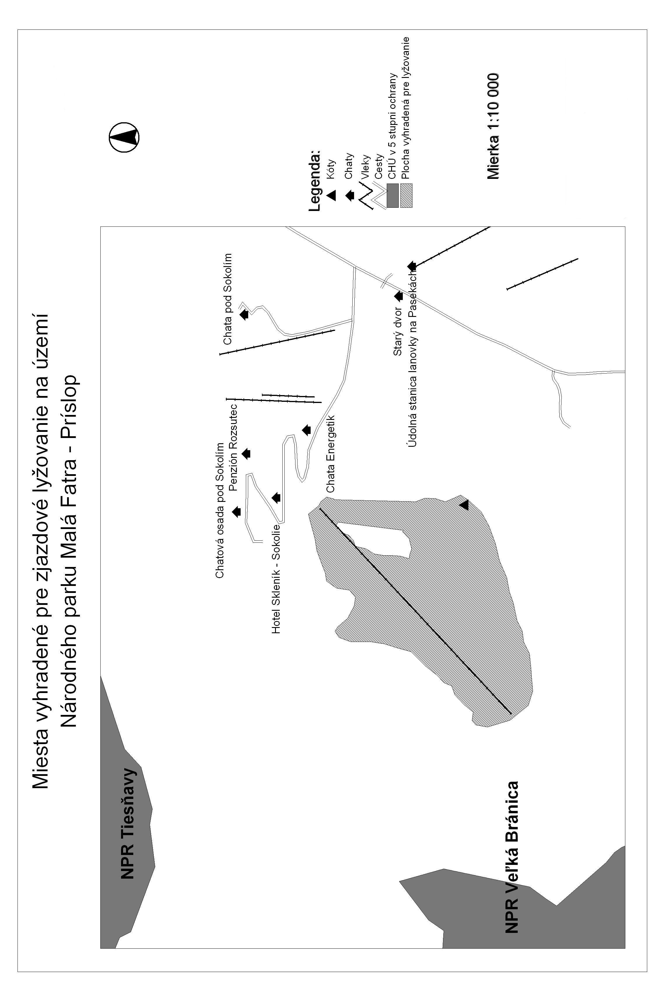 Miesta vyhradené pre zjazdové lyžovanie na území
Národného parku Malá Fatra - Príslop
NPR Tiesňavy
Chatová osada pod Sokolím
Chata pod Sokolím
Penzión Rozsutec
Hotel Skleník - Sokolie
Chata Energetik
Starý dvor
Údolná stanica lanovky na Pasekách
NPR Veľká Bránica
Legenda:
Kóty
Chaty
Vleky
Cesty
CHÚ v 5 stupni ochrany
Plocha vyhradená pre lyžovanie
Mierka 1:10 000